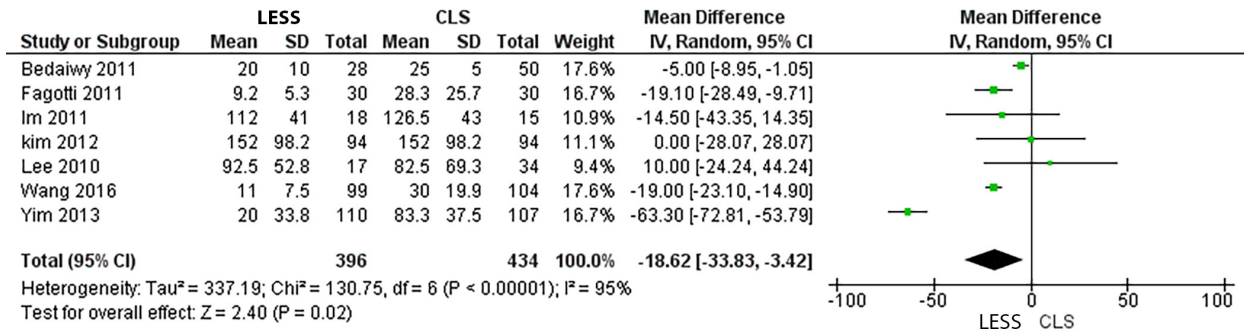 LESS CLS Mean Difference Mean Difference
Study or Subgroup Mean SD Total Mean SD Total Weight IV, Random, 95% CI IV, Random, 95% CI
Bedaiwy 2011 20 10 28 25 5 50 17.6% -5.00 [-8.95, -1.05]
Fagotti 2011 9.2 5.3 30 28.3 25.7 30 16.7% -19.10 [-28.49, -9.71]
Im 2011 112 41 18 126.5 43 15 10.9% -14.50 [-43.35, 14.35]
kim 2012 152 98.2 94 152 98.2 94 11.1% 0.00 [-28.07, 28.07]
Lee 2010 92.5 52.8 17 82.5 69.3 34 9.4% 10.00 [-24.24, 44.24]
Wang 2016 11 7.5 99 30 19.9 104 17.6% -19.00 [-23.10, -14.90]
Yim 2013 20 33.8 110 83.3 37.5 107 16.7% -63.30 [-72.81, -53.79]
Total (95% CI) 396 434 100.0% -18.62 [-33.83, -3.42]
Heterogeneity: Tau² = 337.19; Chi² = 130.75, df = 6 (P < 0.00001); I² = 95%
Test for overall effect: Z = 2.40 (P = 0.02)
-100 -50 0 50 100
LESS CLS